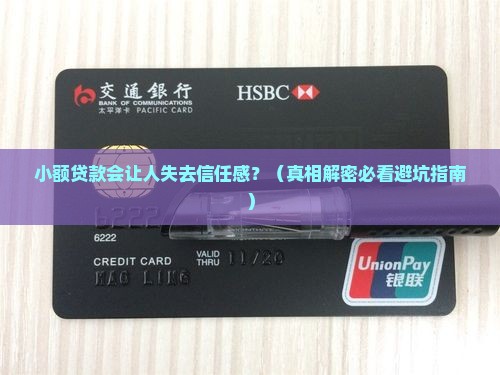 交通銀行
HSBC
BANK OF COMMUNICATIONS
太平洋卡 PACIFIC CARD
小额贷款会让人失去信任感？（真相解密必看避坑指南
）
6222
CREDIT CARD
VALID
THRU
11/20
LING
UnionPay
银联